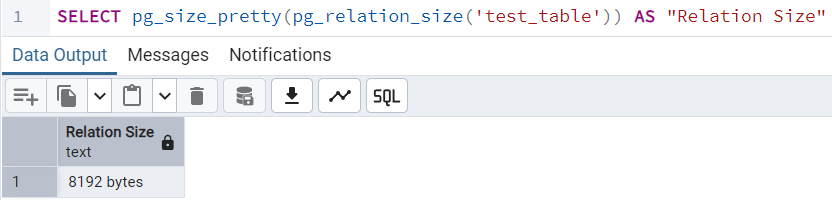 1 SELECT pg_size_pretty(pg_relation_size('test_table')) AS "Relation Size"
Data Output Messages Notifications
SQL
Relation Size
text
1 8192 bytes